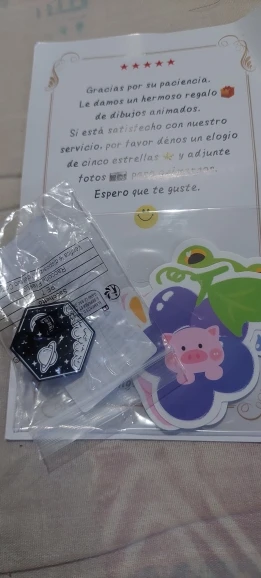 Gracias por su paciencia.
Le damos un hermoso regalo
de dibujos animados.
Si está satisfecho con nuestro
servicio, por favor denos un elogio
de cinco estrellas y adjunte
fotos
Espero que te guste.